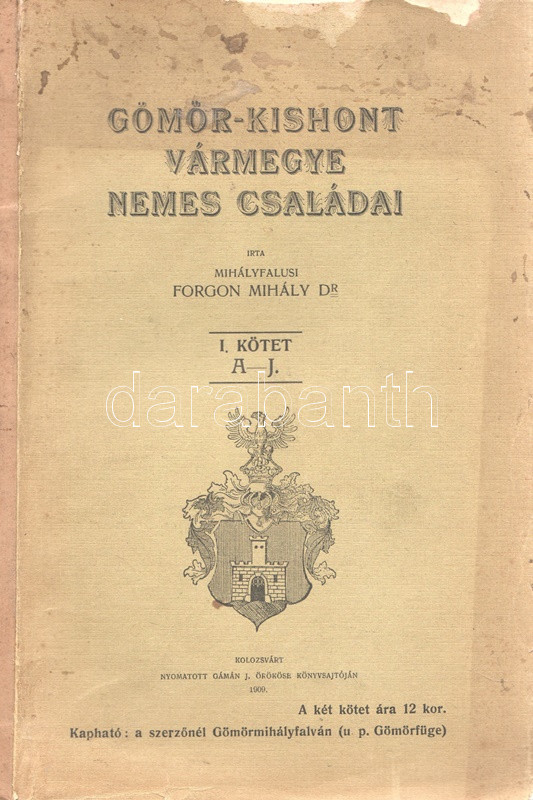 GÖMÖR-KISHONT
VÁRMEGYE
NEMES CSALÁDAI
IRTA
MIHÁLYFALUSI
FORGON MIHÁLY DR
I. KÖTET
A—J.
darabanth
KOLOZSVÁRT
NYOMATOTT GÁMÁN J. ÖRÖKÖSE KÖNYVSAJTÓJÁN
1909.
A két kötet ára 12 kor.
Kapható: a szerzőnél Gömörmihályfalván (u p. Gömörfüge)